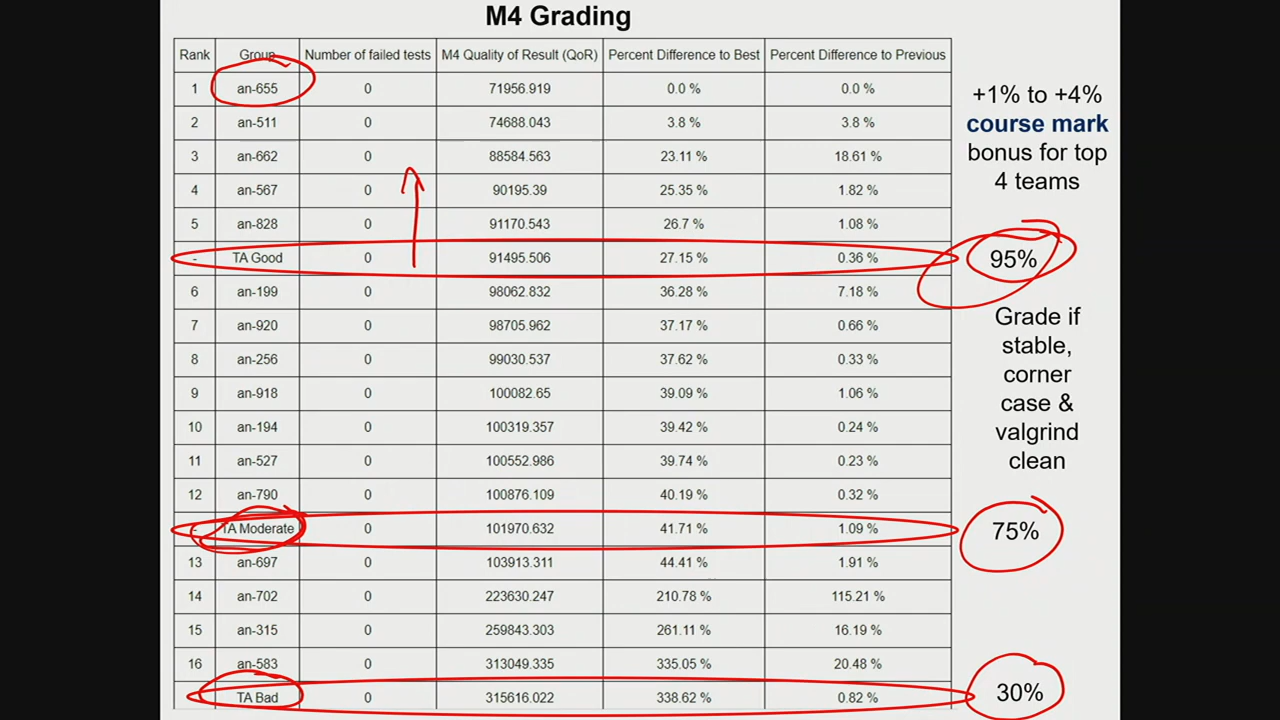 M4 Grading
Rank Group Number of failed tests M4 Quality of Result (QoR) Percent Difference to Best Percent Difference to Previous
1 an-655 0 71956.919 0.0 % 0.0 %
2 an-511 0 74688.043 3.8 % 3.8 %
3 an-662 0 88584.563 23.11 % 18.61 %
4 an-567 0 90195.39 25.35 % 1.82 %
5 an-828 0 91170.543 26.7 % 1.08 %
- TA Good 0 91495.506 27.15 % 0.36 %
6 an-199 0 98062.832 36.28 % 7.18 %
7 an-920 0 98705.962 37.17 % 0.66 %
8 an-256 0 99030.537 37.62 % 0.33 %
9 an-918 0 100082.65 39.09 % 1.06 %
10 an-194 0 100319.357 39.42 % 0.24 %
11 an-527 0 100552.986 39.74 % 0.23 %
12 an-790 0 100876.109 40.19 % 0.32 %
- TA Moderate 0 101970.632 41.71 % 1.09 %
13 an-697 0 103913.311 44.41 % 1.91 %
14 an-702 0 223630.247 210.78 % 115.21 %
15 an-315 0 259843.303 261.11 % 16.19 %
16 an-583 0 313049.335 335.05 % 20.48 %
TA Bad 0 315616.022 338.62 % 0.82 %
+1% to +4%
course mark
bonus for top
4 teams
95%
Grade if
stable,
corner
case &
valgrind
clean
75%
30%